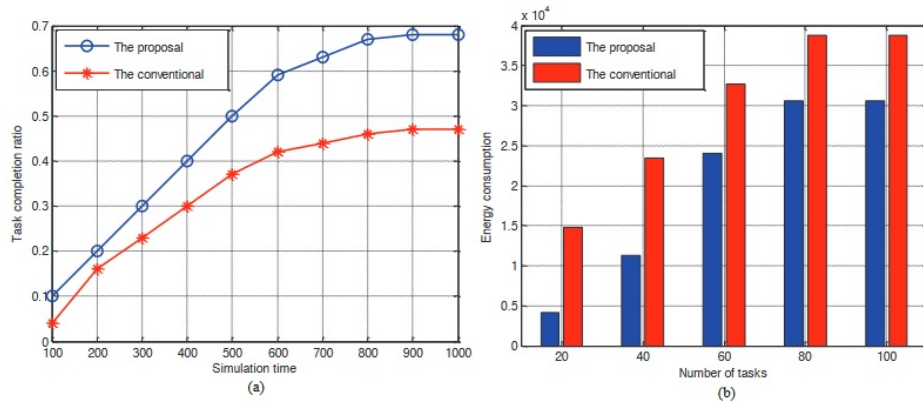 0.7
0.6
0.5
0.4
0.3
0.2
0.1
0
Task completion ratio
The proposal
The conventional
100 200 300 400 500 600 700 800 900 1000
Simulation time
(a)
x 10⁴
4
3.5
3
2.5
2
1.5
1
0.5
0
Energy consumption
The proposal
The conventional
20 40 60 80 100
Number of tasks
(b)